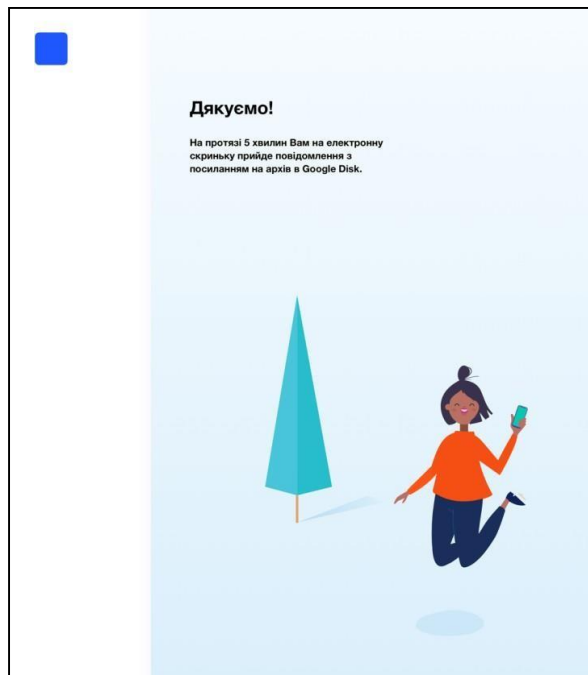 Дякуємо!
На протязі 5 хвилин Вам на електронну
скриньку прийде повідомлення з
посиланням на архів в Google Disk.